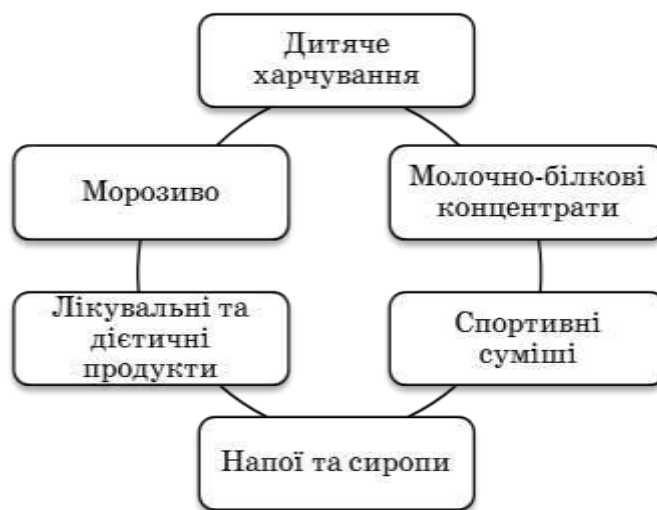 Дитяче
харчування
Морозиво
Молочно-білкові
концентрати
Лікувальні та
дієтичні
продукти
Спортивні
суміші
Напої та сиропи